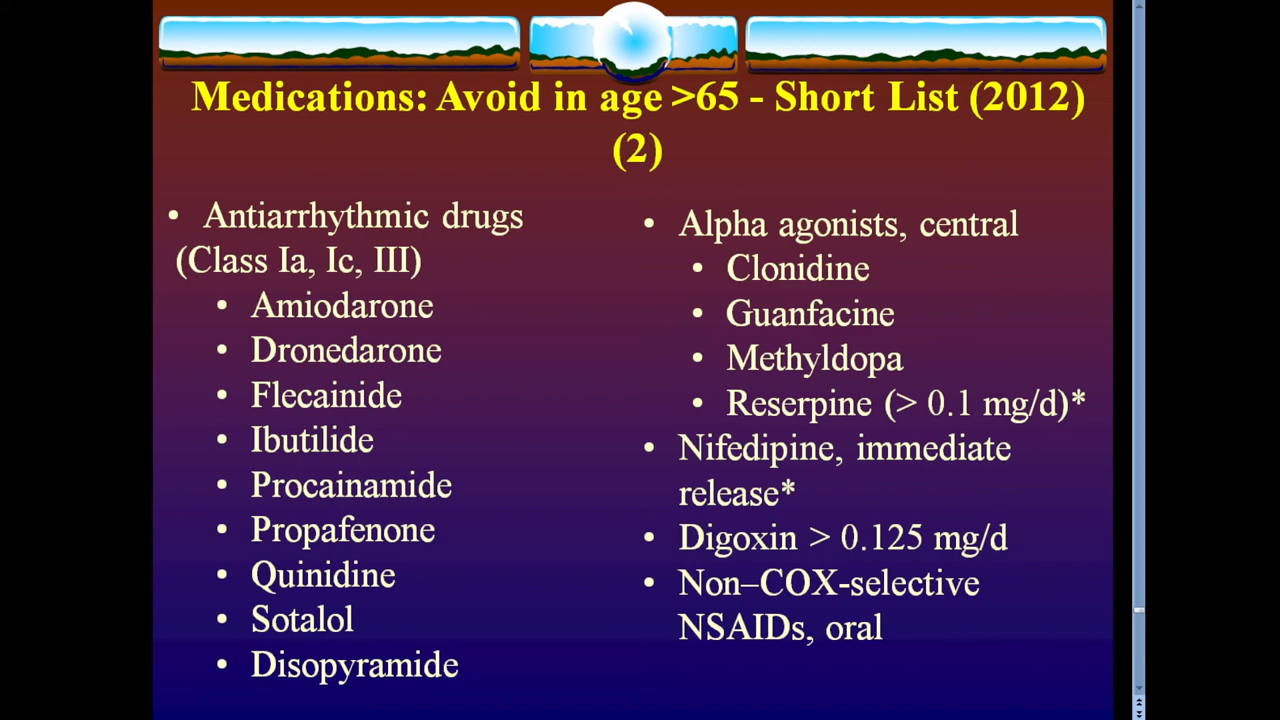 Medications: Avoid in age >65 - Short List (2012)
(2)
• Antiarrhythmic drugs
(Class Ia, Ic, III)
• Amiodarone
• Dronedarone
• Flecainide
• Ibutilide
• Procainamide
• Propafenone
• Quinidine
• Sotalol
• Disopyramide
• Alpha agonists, central
• Clonidine
• Guanfacine
• Methyldopa
• Reserpine (> 0.1 mg/d)*
• Nifedipine, immediate
release*
• Digoxin > 0.125 mg/d
• Non–COX-selective
NSAIDs, oral